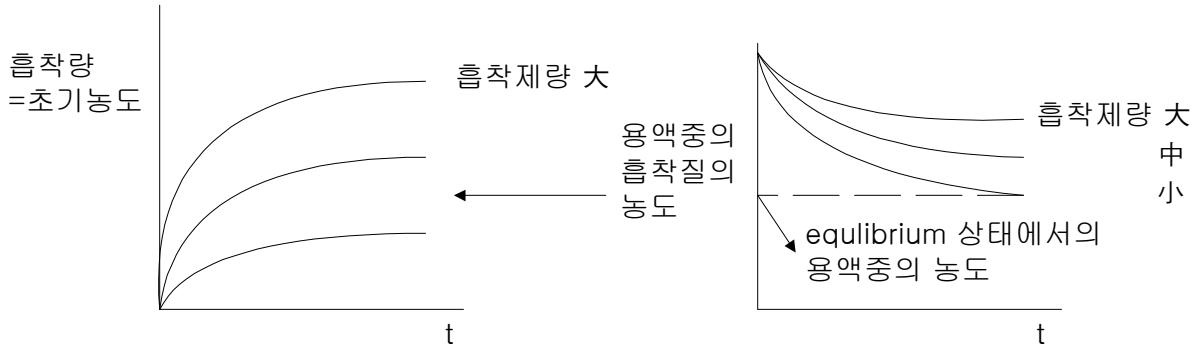 흡착량
=초기농도
흡착제량 大
t
용액중의
흡착질의
농도
흡착제량 大
中
小
equlibrium 상태에서의
용액중의 농도
t